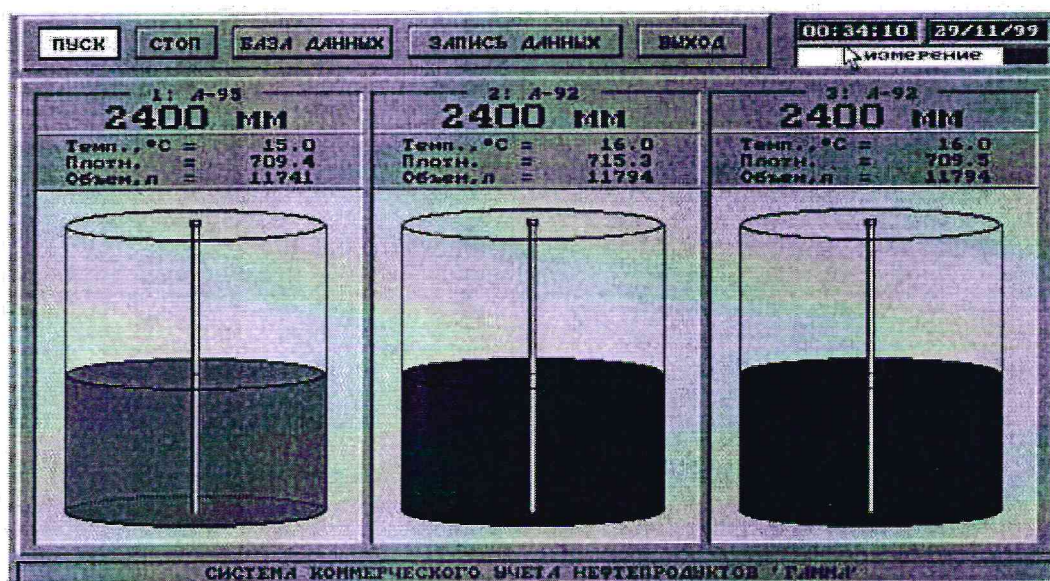 ПУСК СТОП БАЗА ДАННЫХ ЗАПИСЬ ДАННЫХ ВЫХОД 00:34:10 29/11/99
измерение
1: А-95 2: А-92 3: А-92
2400 мм 2400 мм 2400 мм
Темп.,°C = 15.0 Темп.,°C = 16.0 Темп.,°C = 16.0
Плотн. = 709.4 Плотн. = 715.3 Плотн. = 709.5
Объем,л = 11741 Объем,л = 11794 Объем,л = 11794
СИСТЕМА КОММЕРЧЕСКОГО УЧЕТА НЕФТЕПРОДУКТОВ 'ГАММА'